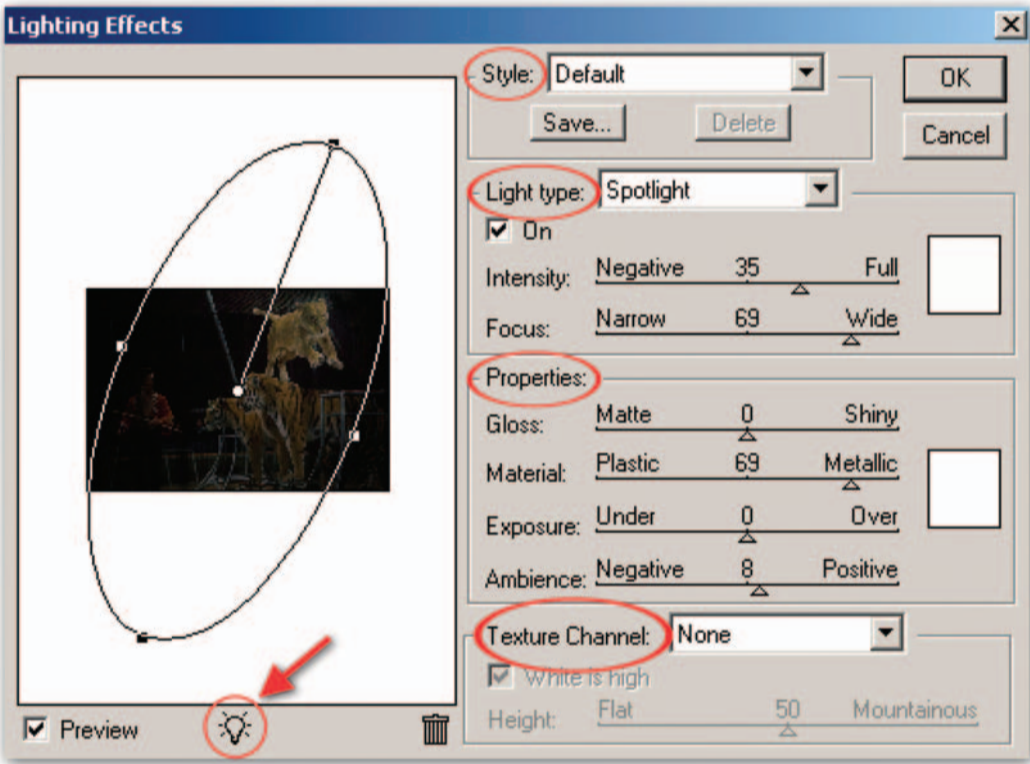 Lighting Effects
Style: Default
OK
Save... Delete
Cancel
Light type: Spotlight
On
Intensity: Negative 35 Full
Focus: Narrow 69 Wide
Properties:
Gloss: Matte 0 Shiny
Material: Plastic 69 Metallic
Exposure: Under 0 Over
Ambience: Negative 8 Positive
Texture Channel: None
White is high
Height: Flat 50 Mountainous
Preview